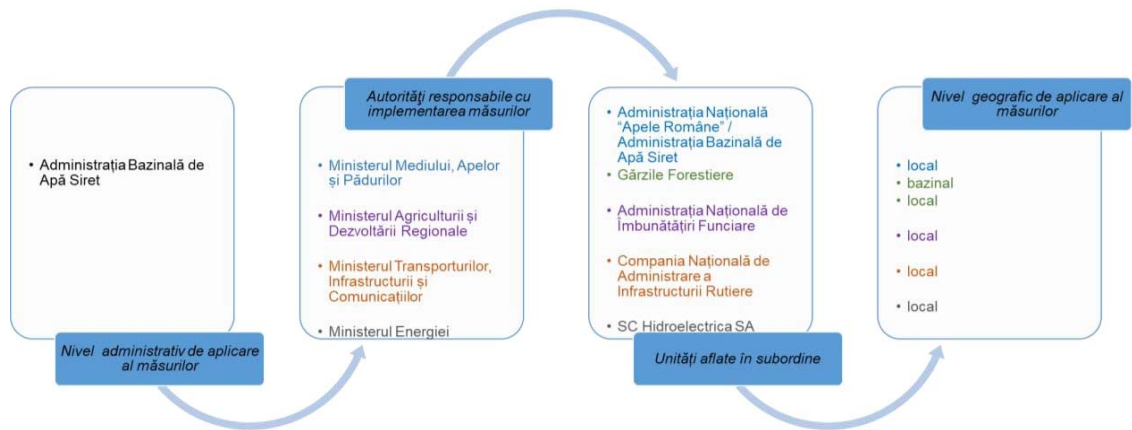 • Administrația Bazinală de
Apă Siret
Nivel administrativ de aplicare
al măsurilor
Autorităţi responsabile cu
implementarea măsurilor
• Ministerul Mediului, Apelor
și Pădurilor
• Ministerul Agriculturii și
Dezvoltării Regionale
• Ministerul Transporturilor,
Infrastructurii și
Comunicațiilor
• Ministerul Energiei
• Administrația Națională
"Apele Române" /
Administrația Bazinală de
Apă Siret
• Gărzile Forestiere
• Administrația Națională de
Îmbunătățiri Funciare
• Compania Națională de
Administrare a
Infrastructurii Rutiere
• SC Hidroelectrica SA
Unități aflate în subordine
Nivel geografic de aplicare al
măsurilor
• local
• bazinal
• local
• local
• local
• local